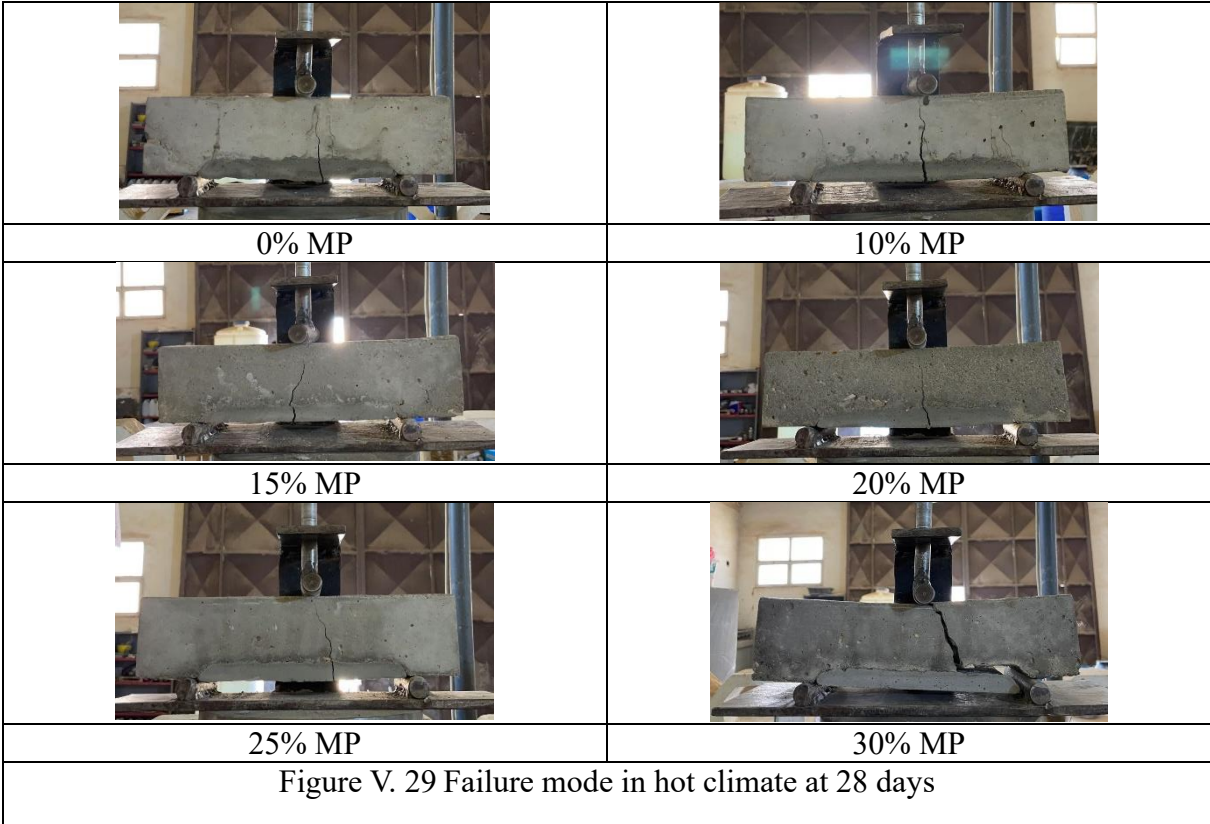 0% MP
10% MP
15% MP
20% MP
25% MP
30% MP
Figure V. 29 Failure mode in hot climate at 28 days